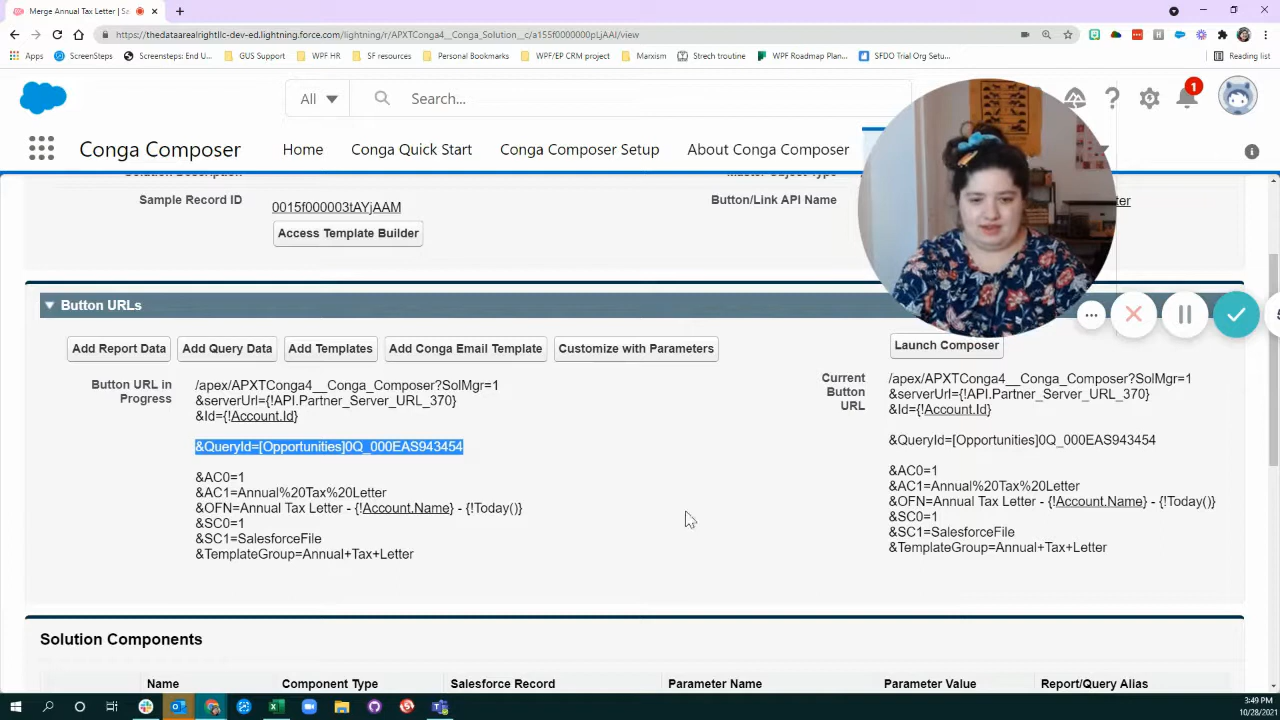 Merge Annual Tax Letter | Sa
https://thedataarealrightllc-dev-ed.lightning.force.com/lightning/r/APXTConga4__Conga_Solution__c/a155f0000000pLjAAI/view
Apps
ScreenSteps
Screensteps: End U...
GUS Support
WPF HR
SF resources
Personal Bookmarks
Marxism
WPF/EP CRM project
Strech troutine
WPF Roadmap Plan...
SFDO Trial Org Setu...
Reading list
All
Search...
1
Conga Composer
Home
Conga Quick Start
Conga Composer Setup
About Conga Composer
Solution Description
Master Object Type
Sample Record ID
0015f000003tAYjAAM
Button/Link API Name
ter
Access Template Builder
Button URLs
Add Report Data
Add Query Data
Add Templates
Add Conga Email Template
Customize with Parameters
Launch Composer
Button URL in
Progress
/apex/APXTConga4__Conga_Composer?SolMgr=1
&serverUrl={!API.Partner_Server_URL_370}
&Id={!Account.Id}
&QueryId=[Opportunities]0Q_000EAS943454
&AC0=1
&AC1=Annual%20Tax%20Letter
&OFN=Annual Tax Letter - {!Account.Name} - {!Today()}
&SC0=1
&SC1=SalesforceFile
&TemplateGroup=Annual+Tax+Letter
Current
Button
URL
/apex/APXTConga4__Conga_Composer?SolMgr=1
&serverUrl={!API.Partner_Server_URL_370}
&Id={!Account.Id}
&QueryId=[Opportunities]0Q_000EAS943454
&AC0=1
&AC1=Annual%20Tax%20Letter
&OFN=Annual Tax Letter - {!Account.Name} - {!Today()}
&SC0=1
&SC1=SalesforceFile
&TemplateGroup=Annual+Tax+Letter
Solution Components
Name
Component Type
Salesforce Record
Parameter Name
Parameter Value
Report/Query Alias
3:49 PM
10/28/2021